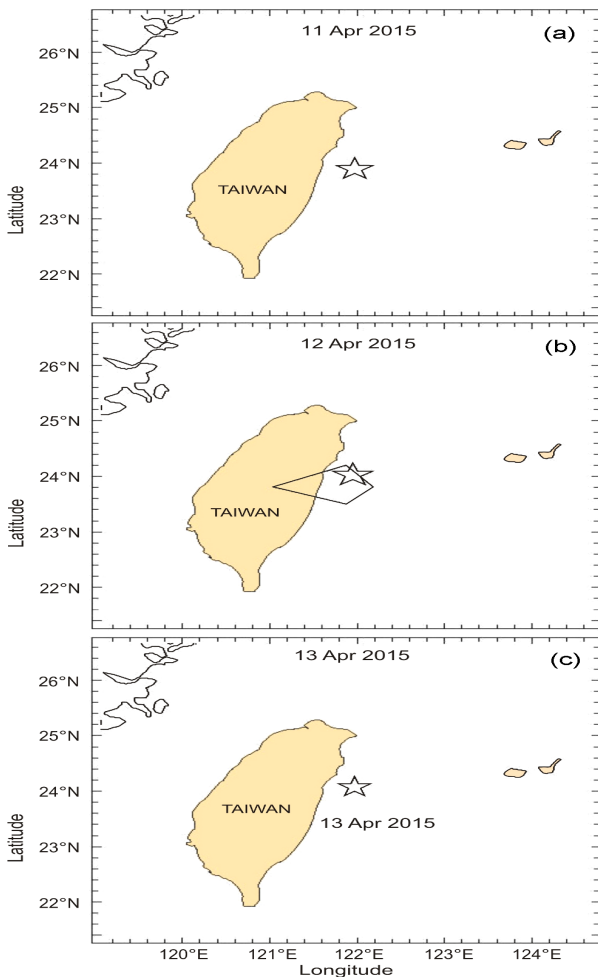 11 Apr 2015
(a)
26°N
25°N
24°N
23°N
22°N
Latitude
TAIWAN
12 Apr 2015
(b)
26°N
25°N
24°N
23°N
22°N
Latitude
TAIWAN
13 Apr 2015
(c)
26°N
25°N
24°N
23°N
22°N
Latitude
TAIWAN
13 Apr 2015
120°E 121°E 122°E 123°E 124°E
Longitude